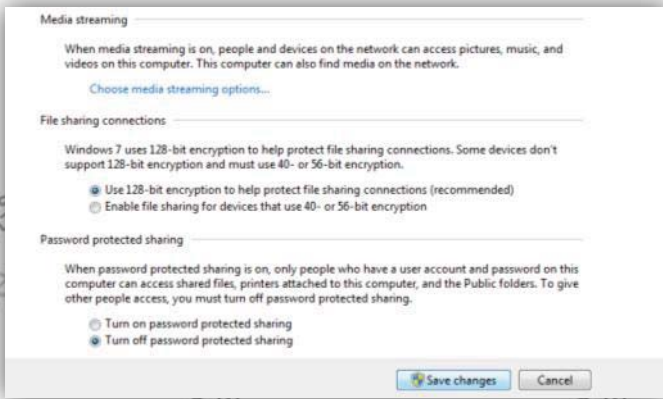 Media streaming
When media streaming is on, people and devices on the network can access pictures, music, and
videos on this computer. This computer can also find media on the network.
Choose media streaming options...
File sharing connections
Windows 7 uses 128-bit encryption to help protect file sharing connections. Some devices don't
support 128-bit encryption and must use 40- or 56-bit encryption.
Use 128-bit encryption to help protect file sharing connections (recommended)
Enable file sharing for devices that use 40- or 56-bit encryption
Password protected sharing
When password protected sharing is on, only people who have a user account and password on this
computer can access shared files, printers attached to this computer, and the Public folders. To give
other people access, you must turn off password protected sharing.
Turn on password protected sharing
Turn off password protected sharing
Save changes Cancel